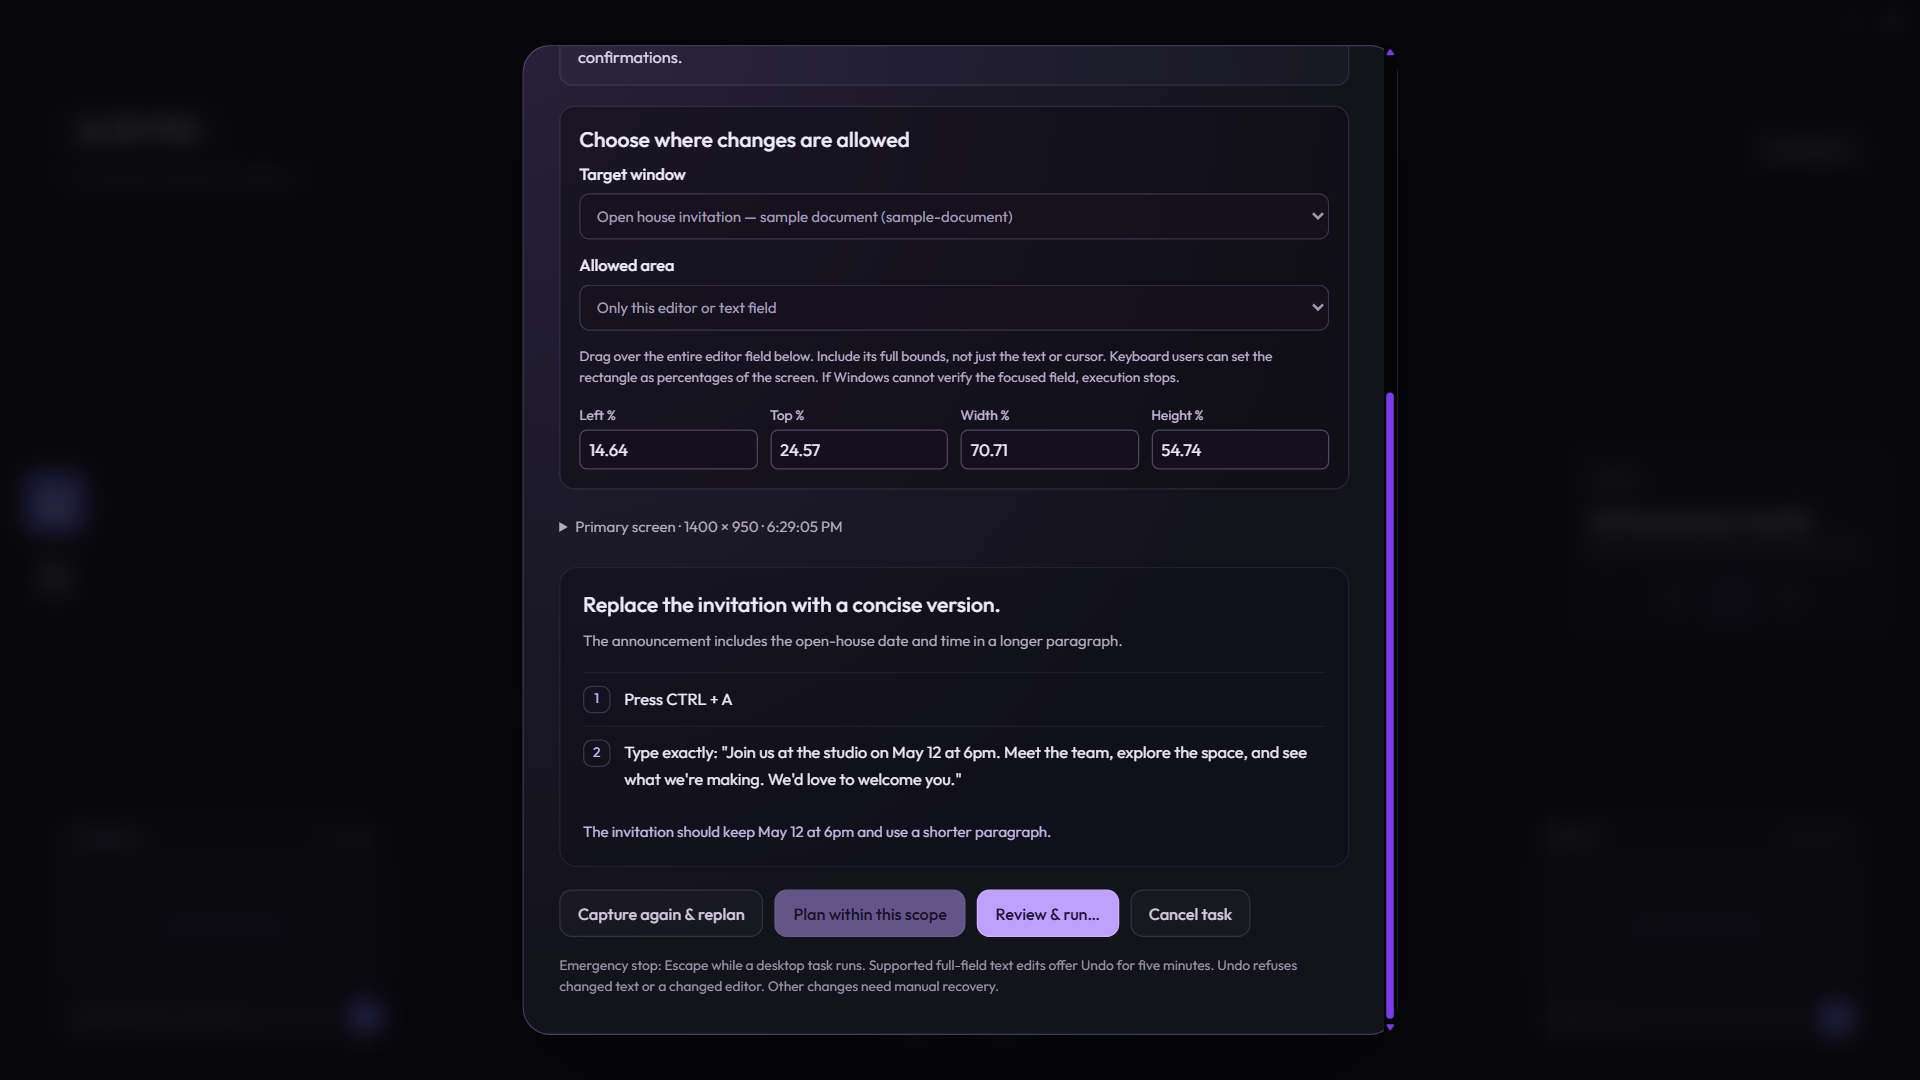 confirmations.
Choose where changes are allowed
Target window
Open house invitation — sample document (sample-document)
Allowed area
Only this editor or text field
Drag over the entire editor field below. Include its full bounds, not just the text or cursor. Keyboard users can set the
rectangle as percentages of the screen. If Windows cannot verify the focused field, execution stops.
Left % Top % Width % Height %
14.64 24.57 70.71 54.74
Primary screen · 1400 × 950 · 6:29:05 PM
Replace the invitation with a concise version.
The announcement includes the open-house date and time in a longer paragraph.
1 Press CTRL + A
2 Type exactly: "Join us at the studio on May 12 at 6pm. Meet the team, explore the space, and see
what we're making. We'd love to welcome you."
The invitation should keep May 12 at 6pm and use a shorter paragraph.
Capture again & replan Plan within this scope Review & run... Cancel task
Emergency stop: Escape while a desktop task runs. Supported full-field text edits offer Undo for five minutes. Undo refuses
changed text or a changed editor. Other changes need manual recovery.